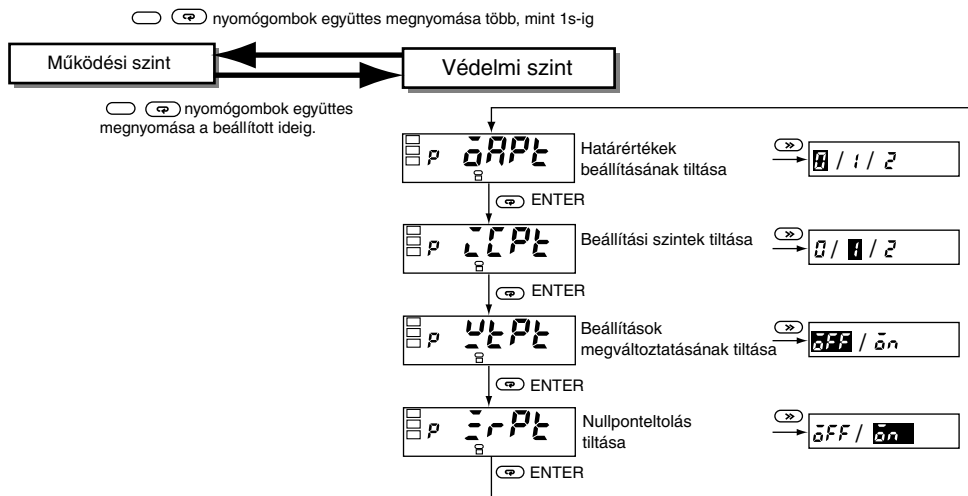 nyomógombok együttes megnyomása több, mint 1s-ig
Működési szint
Védelmi szint
nyomógombok együttes
megnyomása a beállított ideig.
p oAPt
Határértékek
beállításának tiltása
0 / 1 / 2
ENTER
p iCPt
Beállítási szintek tiltása
0 / 1 / 2
ENTER
p WtPt
Beállítások
megváltoztatásának tiltása
oFF / on
ENTER
p ZrPt
Nullponteltolás
tiltása
oFF / on
ENTER